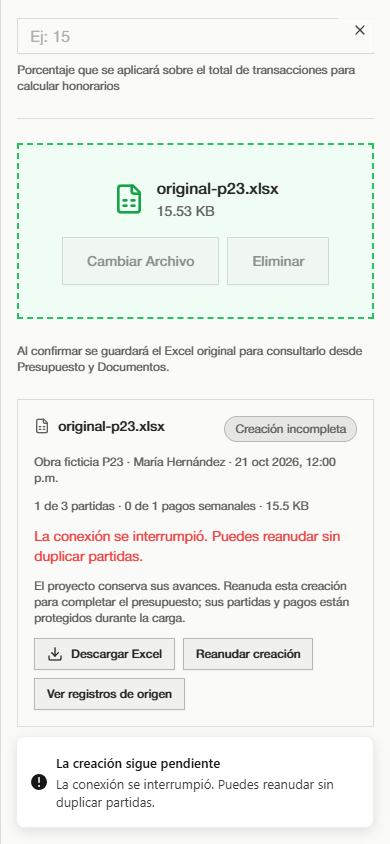 Ej: 15
Porcentaje que se aplicará sobre el total de transacciones para
calcular honorarios
original-p23.xlsx
15.53 KB
Cambiar Archivo
Eliminar
Al confirmar se guardará el Excel original para consultarlo desde
Presupuesto y Documentos.
original-p23.xlsx
Creación incompleta
Obra ficticia P23 · María Hernández · 21 oct 2026, 12:00
p.m.
1 de 3 partidas · 0 de 1 pagos semanales · 15.5 KB
La conexión se interrumpió. Puedes reanudar sin
duplicar partidas.
El proyecto conserva sus avances. Reanuda esta creación
para completar el presupuesto; sus partidas y pagos están
protegidos durante la carga.
Descargar Excel
Reanudar creación
Ver registros de origen
La creación sigue pendiente
La conexión se interrumpió. Puedes reanudar sin
duplicar partidas.